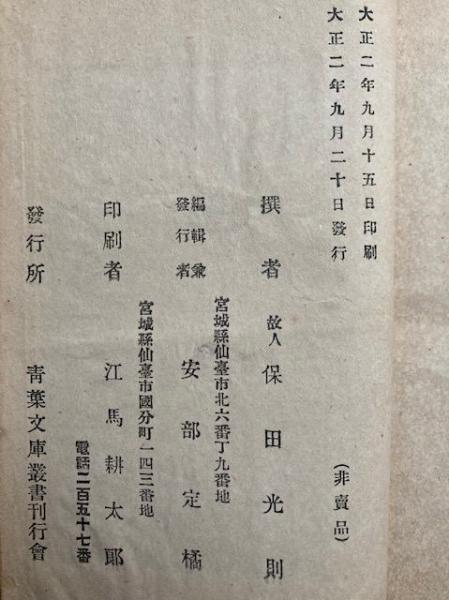 大正二年九月十五日印刷
大正二年九月二十日發行
(非賣品)
撰者 故人 保田光則
宮城縣仙臺市北六番丁九番地
編輯兼發行者 安部定橘
宮城縣仙臺市國分町一四三番地
印刷者 江馬耕太郎
電話二百五十七番
發行所 青葉文庫叢書刊行會